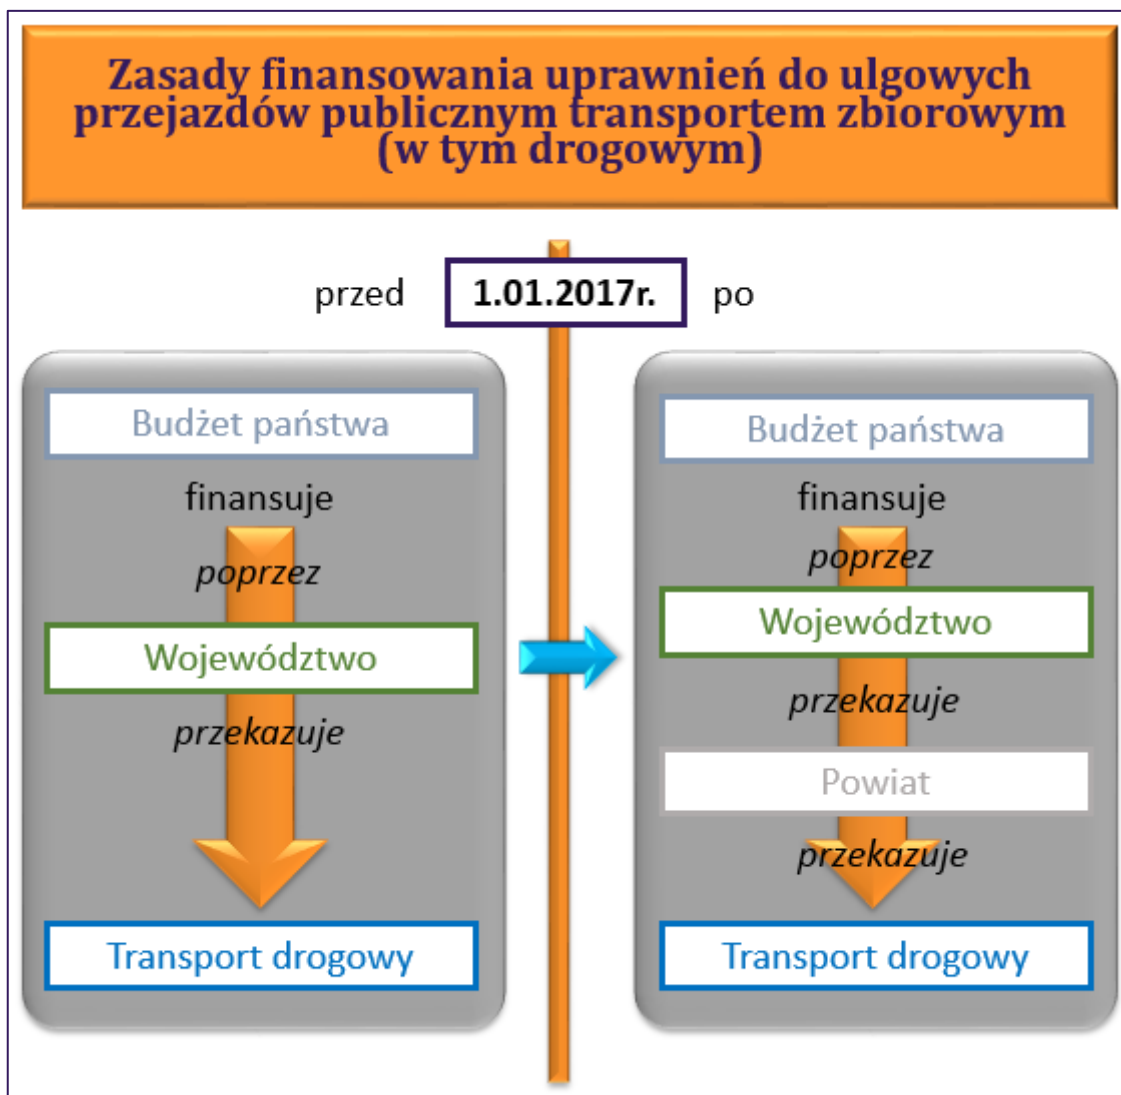 Zasady finansowania uprawnień do ulgowych
przejazdów publicznym transportem zbiorowym
(w tym drogowym)
przed 1.01.2017r. po
Budżet państwa
finansuje
poprzez
Województwo
przekazuje
Transport drogowy
Budżet państwa
finansuje
poprzez
Województwo
przekazuje
Powiat
przekazuje
Transport drogowy